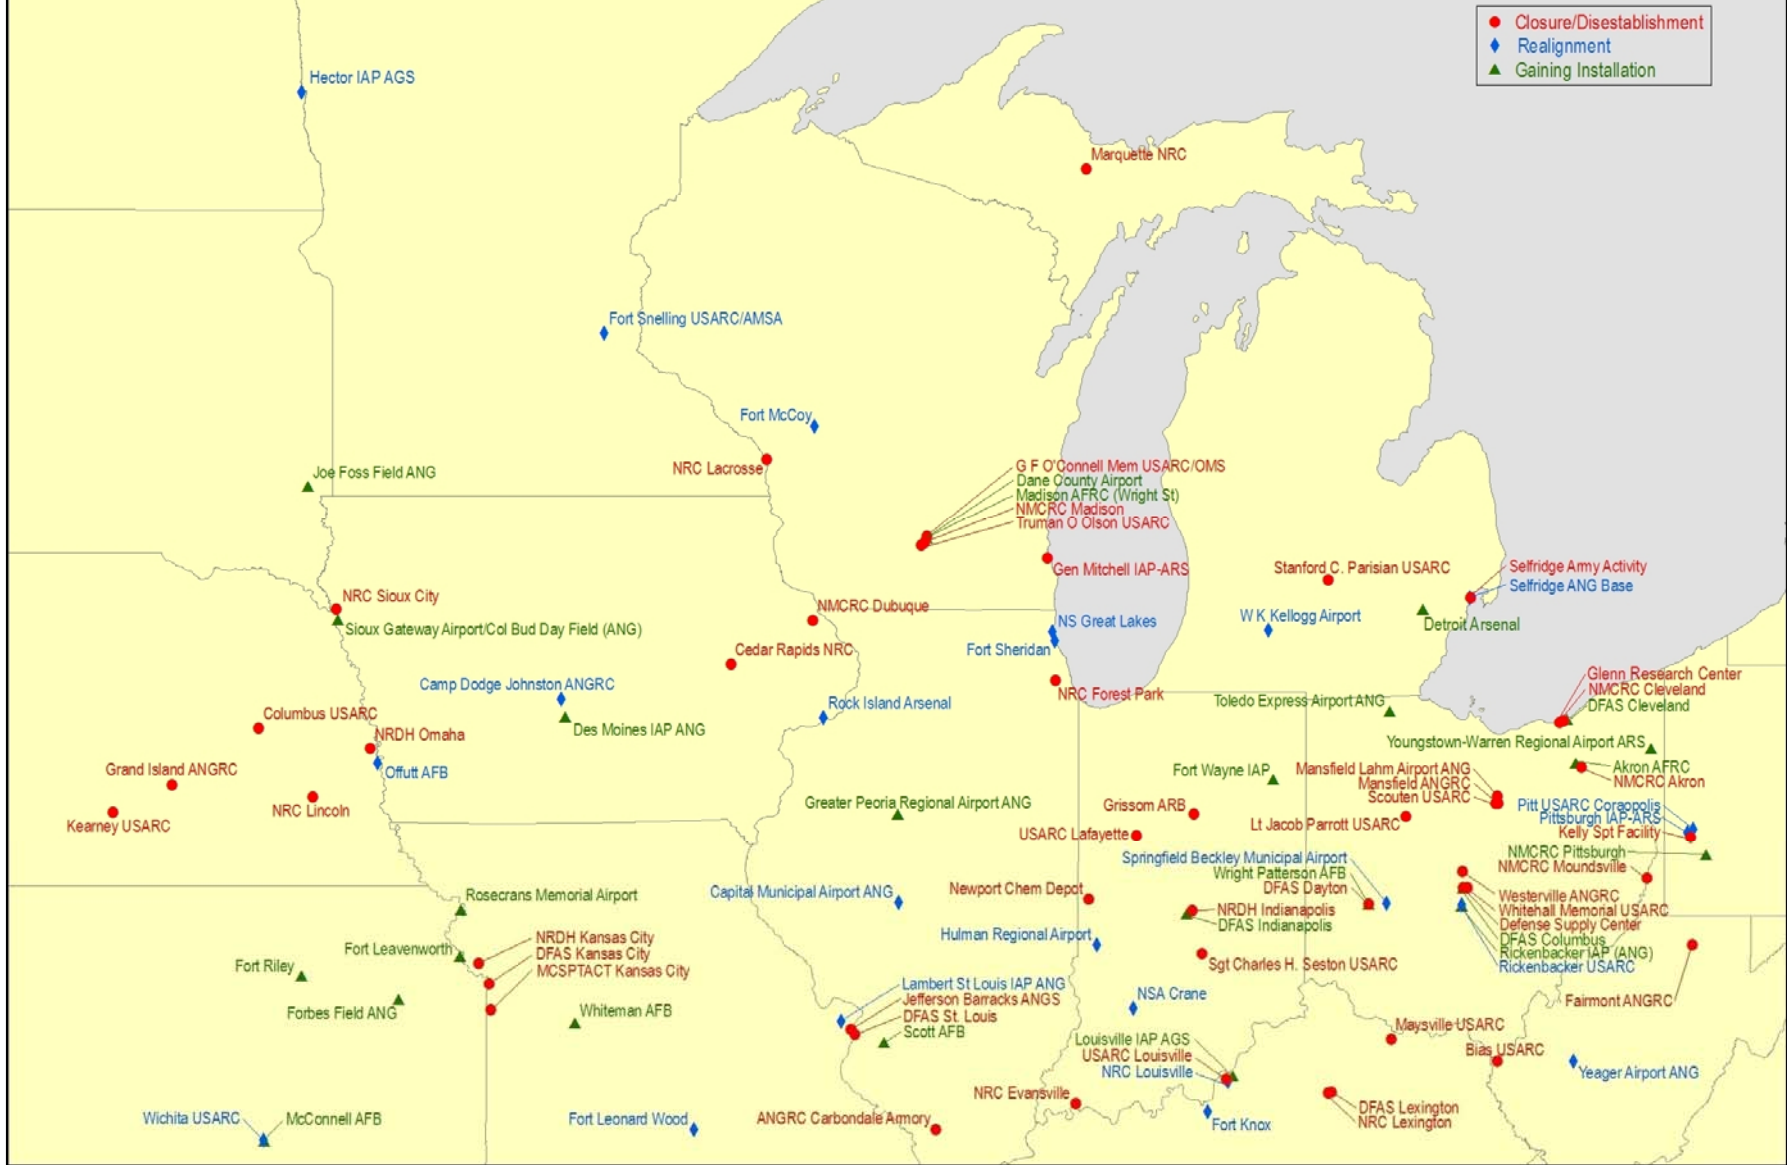 Closure/Disestablishment
Realignment
Gaining Installation
Hector IAP AGS
Marquette NRC
Fort Snelling USARC/AMSA
Fort McCoy
NRC Lacrosse
Joe Foss Field ANG
G F O'Connell Mem USARC/OMS
Dane County Airport
Madison AFRC (Wright St)
NMCRC Madison
Truman O Olson USARC
Gen Mitchell IAP-ARS
Stanford C. Parisian USARC
Selfridge Army Activity
Selfridge ANG Base
NRC Sioux City
Sioux Gateway Airport/Col Bud Day Field (ANG)
NMCRC Dubuque
NS Great Lakes
Fort Sheridan
W K Kellogg Airport
Detroit Arsenal
Cedar Rapids NRC
Camp Dodge Johnston ANGRC
Des Moines IAP ANG
Rock Island Arsenal
NRC Forest Park
Toledo Express Airport ANG
Glenn Research Center
NMCRC Cleveland
DFAS Cleveland
Columbus USARC
NRDH Omaha
Offutt AFB
Grand Island ANGRC
Kearney USARC
NRC Lincoln
Youngstown-Warren Regional Airport ARS
Akron AFRC
NMCRC Akron
Fort Wayne IAP
Mansfield Lahm Airport ANG
Mansfield ANGRC
Scouten USARC
Greater Peoria Regional Airport ANG
Grissom ARB
USARC Lafayette
Lt Jacob Parrott USARC
Pitt USARC Coraopolis
Pittsburgh IAP-ARS
Kelly Spt Facility
NMCRC Pittsburgh
NMCRC Moundsville
Springfield Beckley Municipal Airport
Wright Patterson AFB
DFAS Dayton
Rosecrans Memorial Airport
Capital Municipal Airport ANG
Newport Chem Depot
NRDH Indianapolis
DFAS Indianapolis
Westerville ANGRC
Whitehall Memorial USARC
Defense Supply Center
DFAS Columbus
Rickenbacker IAP (ANG)
Rickenbacker USARC
Fort Leavenworth
NRDH Kansas City
DFAS Kansas City
MCSPTACT Kansas City
Hulman Regional Airport
Fort Riley
Forbes Field ANG
Whiteman AFB
Sgt Charles H. Seston USARC
Lambert St Louis IAP ANG
Jefferson Barracks ANGS
DFAS St. Louis
Scott AFB
NSA Crane
Fairmont ANGRC
Maysville USARC
Louisville IAP AGS
USARC Louisville
NRC Louisville
Bias USARC
Yeager Airport ANG
NRC Evansville
Wichita USARC
McConnell AFB
Fort Leonard Wood
ANGRC Carbondale Armory
Fort Knox
DFAS Lexington
NRC Lexington